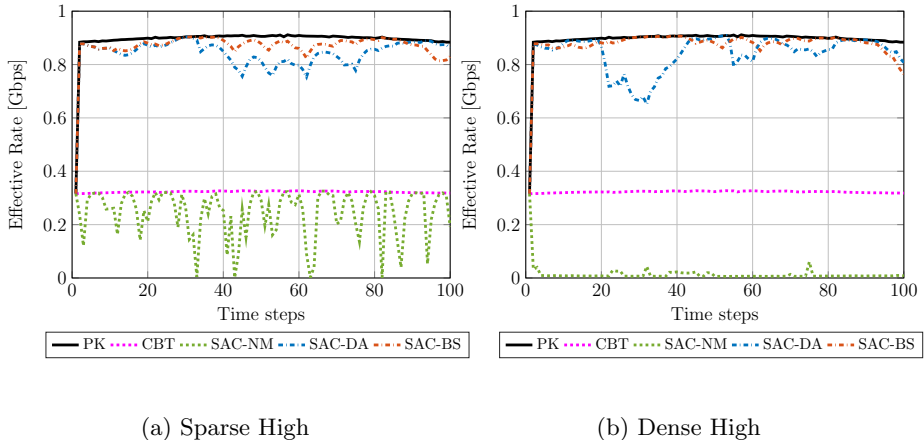 1
0.8
0.6
0.4
0.2
0
Effective Rate [Gbps]
0 20 40 60 80 100
Time steps
PK CBT SAC-NM SAC-DA SAC-BS
(a) Sparse High
1
0.8
0.6
0.4
0.2
0
Effective Rate [Gbps]
0 20 40 60 80 100
Time steps
PK CBT SAC-NM SAC-DA SAC-BS
(b) Dense High